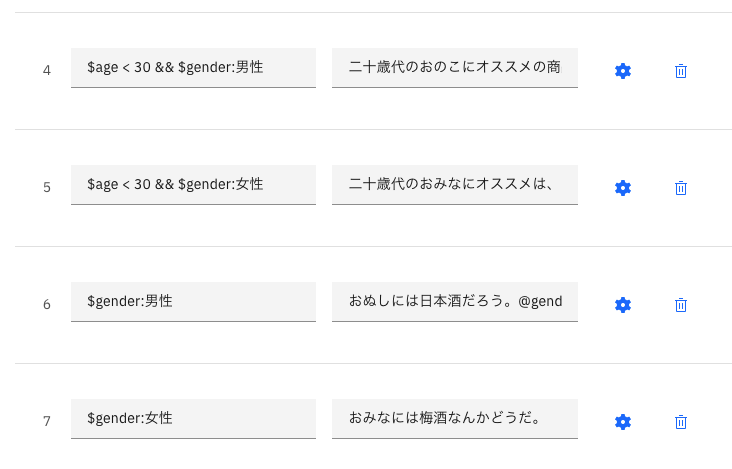 4
$age < 30 && $gender:男性
二十歳代のおのこにオススメの商
5
$age < 30 && $gender:女性
二十歳代のおみなにオススメは、
6
$gender:男性
おぬしには日本酒だろう。@gend
7
$gender:女性
おみなには梅酒なんかどうだ。